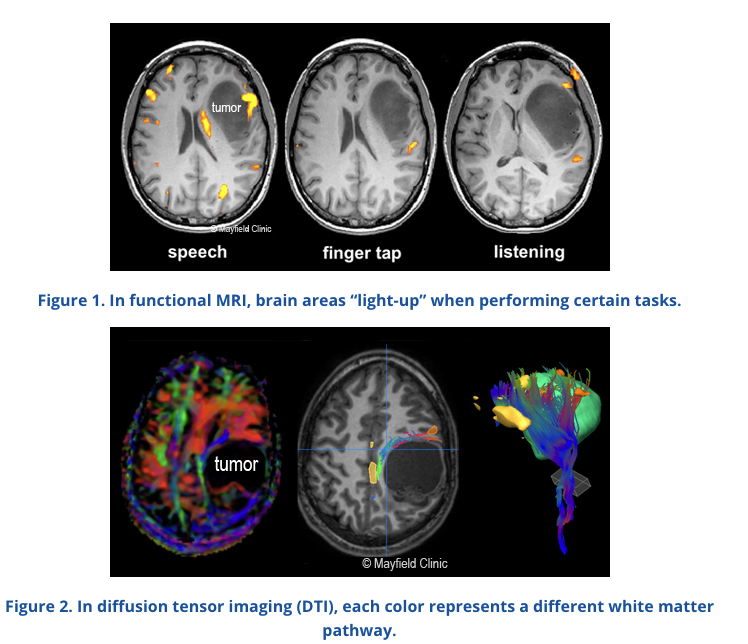 tumor
© Mayfield Clinic
speech
finger tap
listening
Figure 1. In functional MRI, brain areas “light-up” when performing certain tasks.
tumor
© Mayfield Clinic
Figure 2. In diffusion tensor imaging (DTI), each color represents a different white matter
pathway.